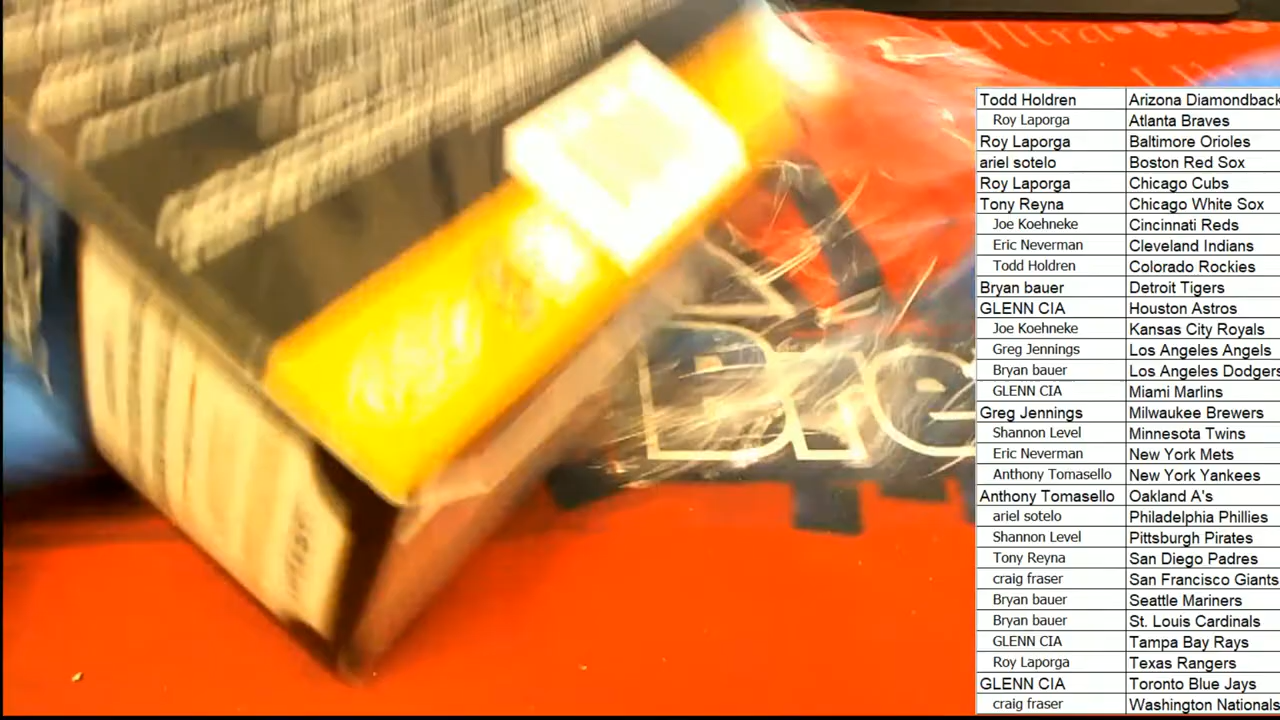 Ultra PRO
Bre
Todd Holdren Arizona Diamondback
Roy Laporga Atlanta Braves
Roy Laporga Baltimore Orioles
ariel sotelo Boston Red Sox
Roy Laporga Chicago Cubs
Tony Reyna Chicago White Sox
Joe Koehneke Cincinnati Reds
Eric Neverman Cleveland Indians
Todd Holdren Colorado Rockies
Bryan bauer Detroit Tigers
GLENN CIA Houston Astros
Joe Koehneke Kansas City Royals
Greg Jennings Los Angeles Angels
Bryan bauer Los Angeles Dodgers
GLENN CIA Miami Marlins
Greg Jennings Milwaukee Brewers
Shannon Level Minnesota Twins
Eric Neverman New York Mets
Anthony Tomasello New York Yankees
Anthony Tomasello Oakland A's
ariel sotelo Philadelphia Phillies
Shannon Level Pittsburgh Pirates
Tony Reyna San Diego Padres
craig fraser San Francisco Giants
Bryan bauer Seattle Mariners
Bryan bauer St. Louis Cardinals
GLENN CIA Tampa Bay Rays
Roy Laporga Texas Rangers
GLENN CIA Toronto Blue Jays
craig fraser Washington Nationals